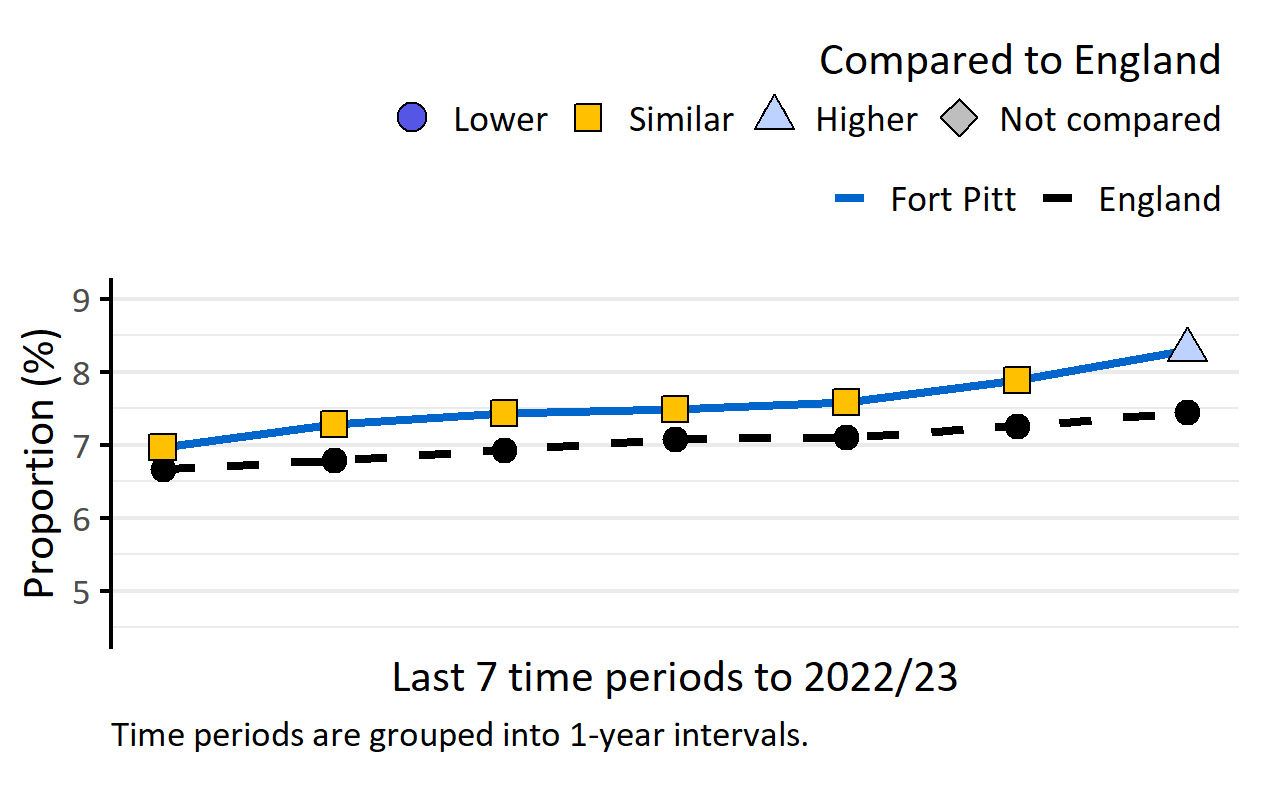 Compared to England
Lower Similar Higher Not compared
Fort Pitt England
9
8
7
6
5
Proportion (%)
Last 7 time periods to 2022/23
Time periods are grouped into 1-year intervals.